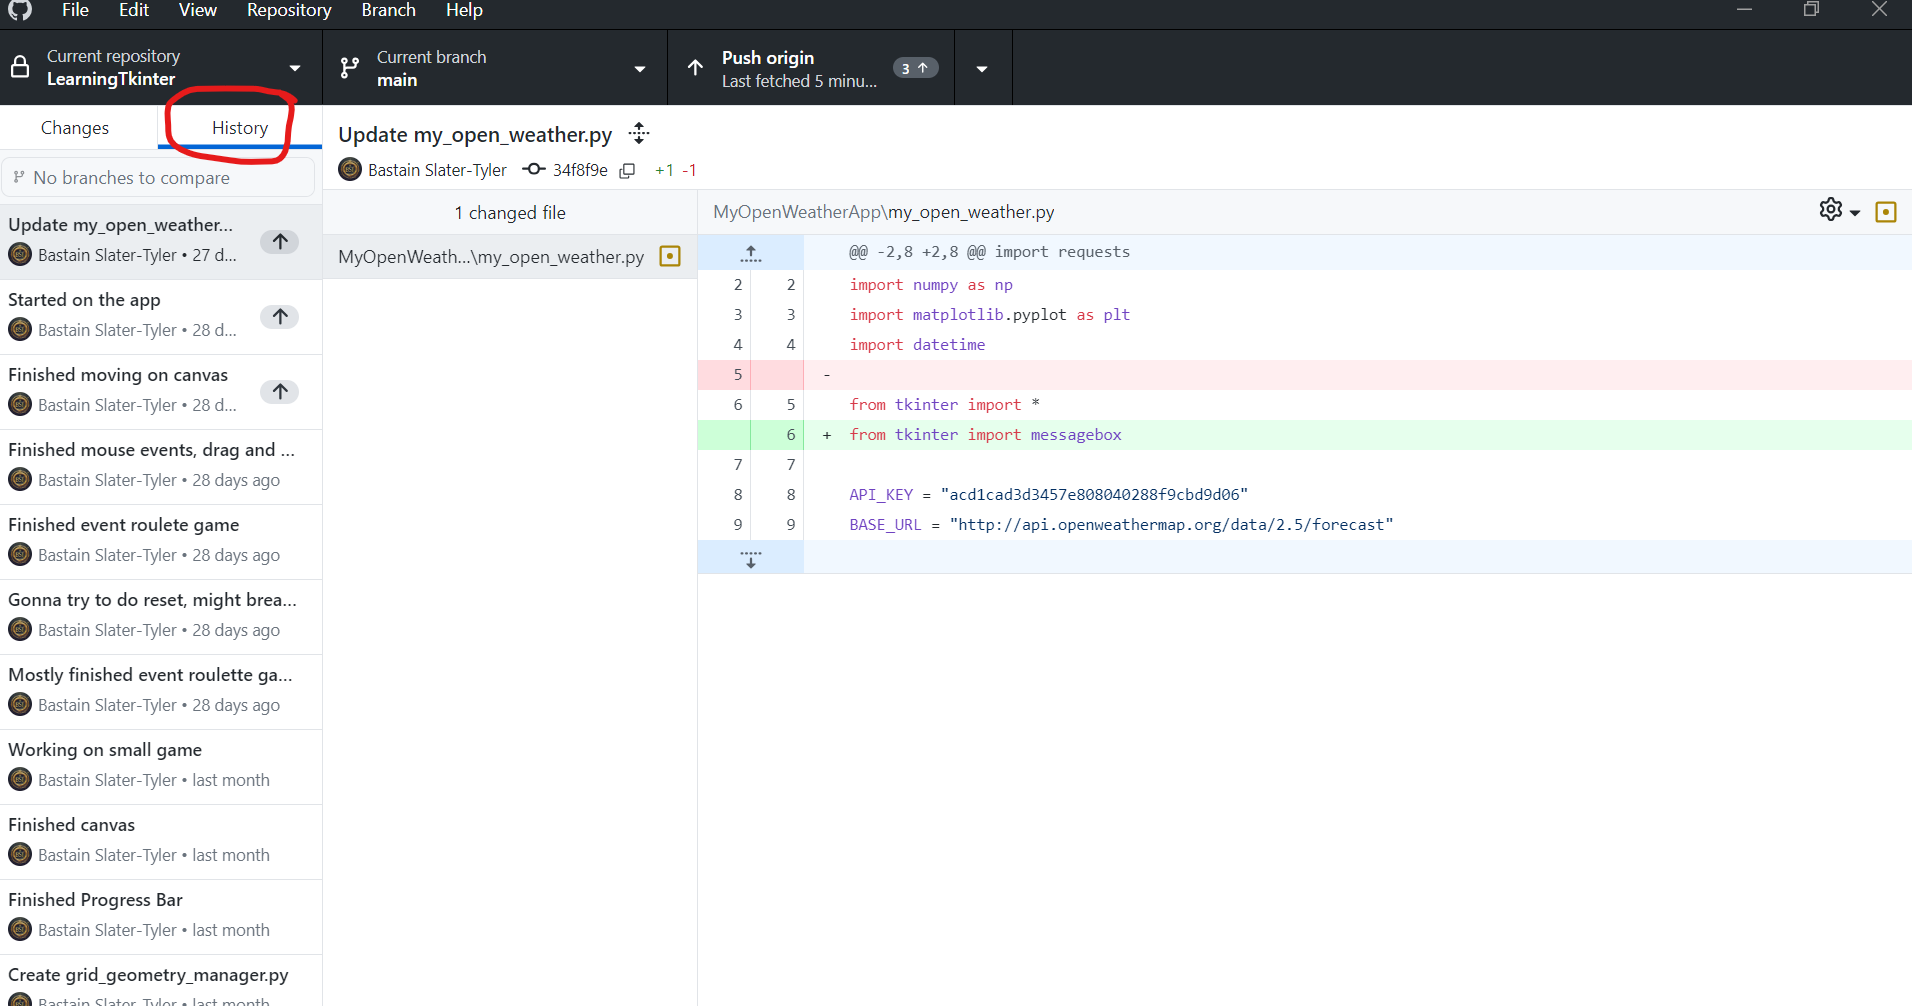 File Edit View Repository Branch Help
Current repository
LearningTkinter
Current branch
main
Push origin
Last fetched 5 minu...
3
Changes
History
No branches to compare
Update my_open_weather...
Bastain Slater-Tyler • 27 d...
Started on the app
Bastain Slater-Tyler • 28 d...
Finished moving on canvas
Bastain Slater-Tyler • 28 d...
Finished mouse events, drag and ...
Bastain Slater-Tyler • 28 days ago
Finished event roulete game
Bastain Slater-Tyler • 28 days ago
Gonna try to do reset, might brea...
Bastain Slater-Tyler • 28 days ago
Mostly finished event roulette ga...
Bastain Slater-Tyler • 28 days ago
Working on small game
Bastain Slater-Tyler • last month
Finished canvas
Bastain Slater-Tyler • last month
Finished Progress Bar
Bastain Slater-Tyler • last month
Create grid_geometry_manager.py
Bastain Slater-Tyler • last month
Update my_open_weather.py
Bastain Slater-Tyler 34f8f9e +1 -1
1 changed file
MyOpenWeath...\my_open_weather.py
MyOpenWeatherApp\my_open_weather.py
@@ -2,8 +2,8 @@ import requests
2 2 import numpy as np
3 3 import matplotlib.pyplot as plt
4 4 import datetime
5 -
6 5 from tkinter import *
6 + from tkinter import messagebox
7 7
8 8 API_KEY = "acd1cad3d3457e808040288f9cbd9d06"
9 9 BASE_URL = "http://api.openweathermap.org/data/2.5/forecast"